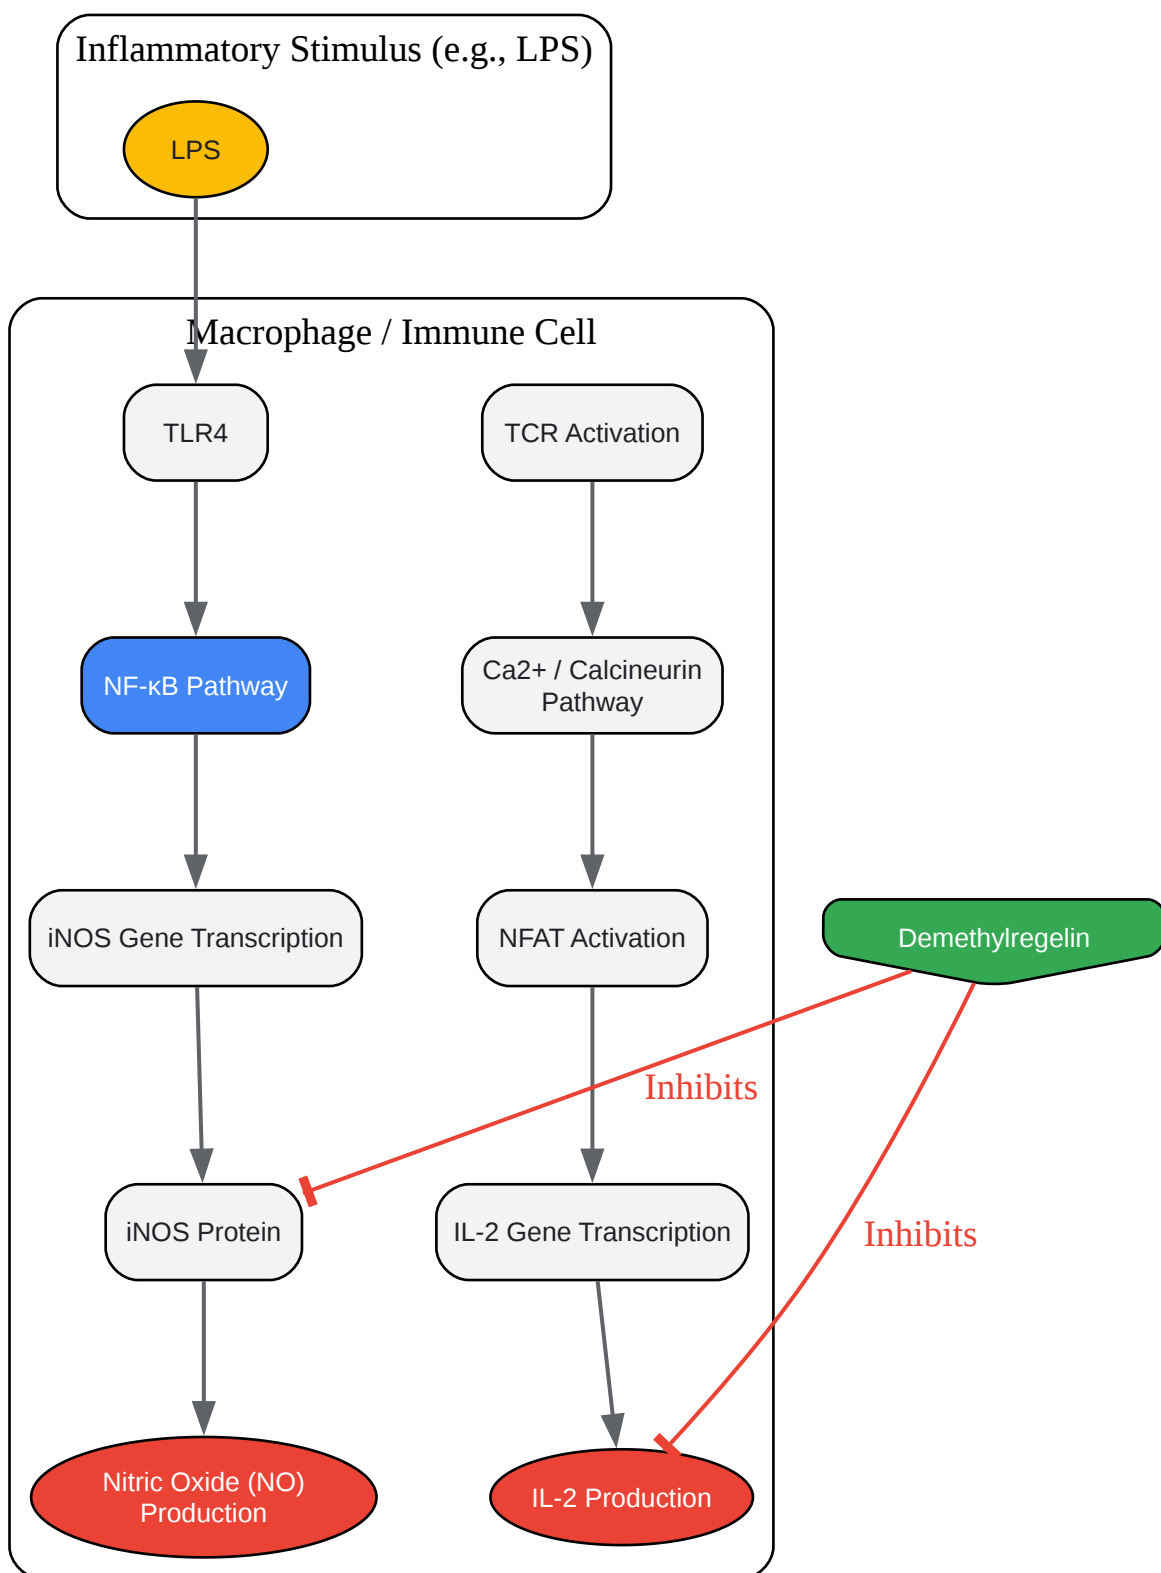 Inflammatory Stimulus (e.g., LPS)
LPS
Macrophage / Immune Cell
TLR4
TCR Activation
NF-κB Pathway
Ca2+ / Calcineurin
Pathway
iNOS Gene Transcription
NFAT Activation
Demethylregelin
Inhibits
iNOS Protein
IL-2 Gene Transcription
Inhibits
Nitric Oxide (NO)
Production
IL-2 Production